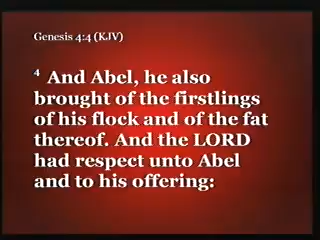 Genesis 4:4 (KJV)
4 And Abel, he also
brought of the firstlings
of his flock and of the fat
thereof. And the LORD
had respect unto Abel
and to his offering: